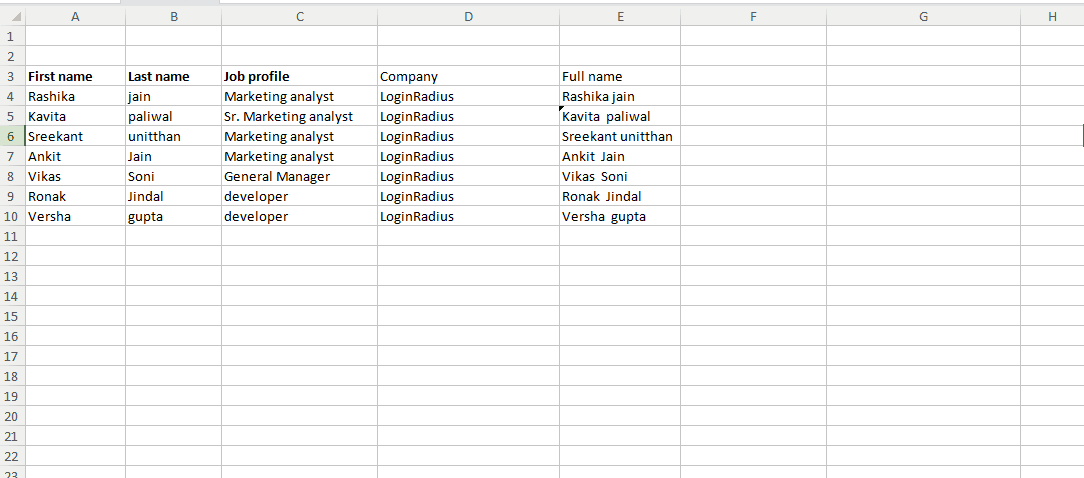 A B C D E F G H
1
2
3 First name Last name Job profile Company Full name
4 Rashika jain Marketing analyst LoginRadius Rashika jain
5 Kavita paliwal Sr. Marketing analyst LoginRadius Kavita  paliwal
6 Sreekant unitthan Marketing analyst LoginRadius Sreekant unitthan
7 Ankit Jain Marketing analyst LoginRadius Ankit  Jain
8 Vikas Soni General Manager LoginRadius Vikas  Soni
9 Ronak Jindal developer LoginRadius Ronak  Jindal
10 Versha gupta developer LoginRadius Versha  gupta
11
12
13
14
15
16
17
18
19
20
21
22
23